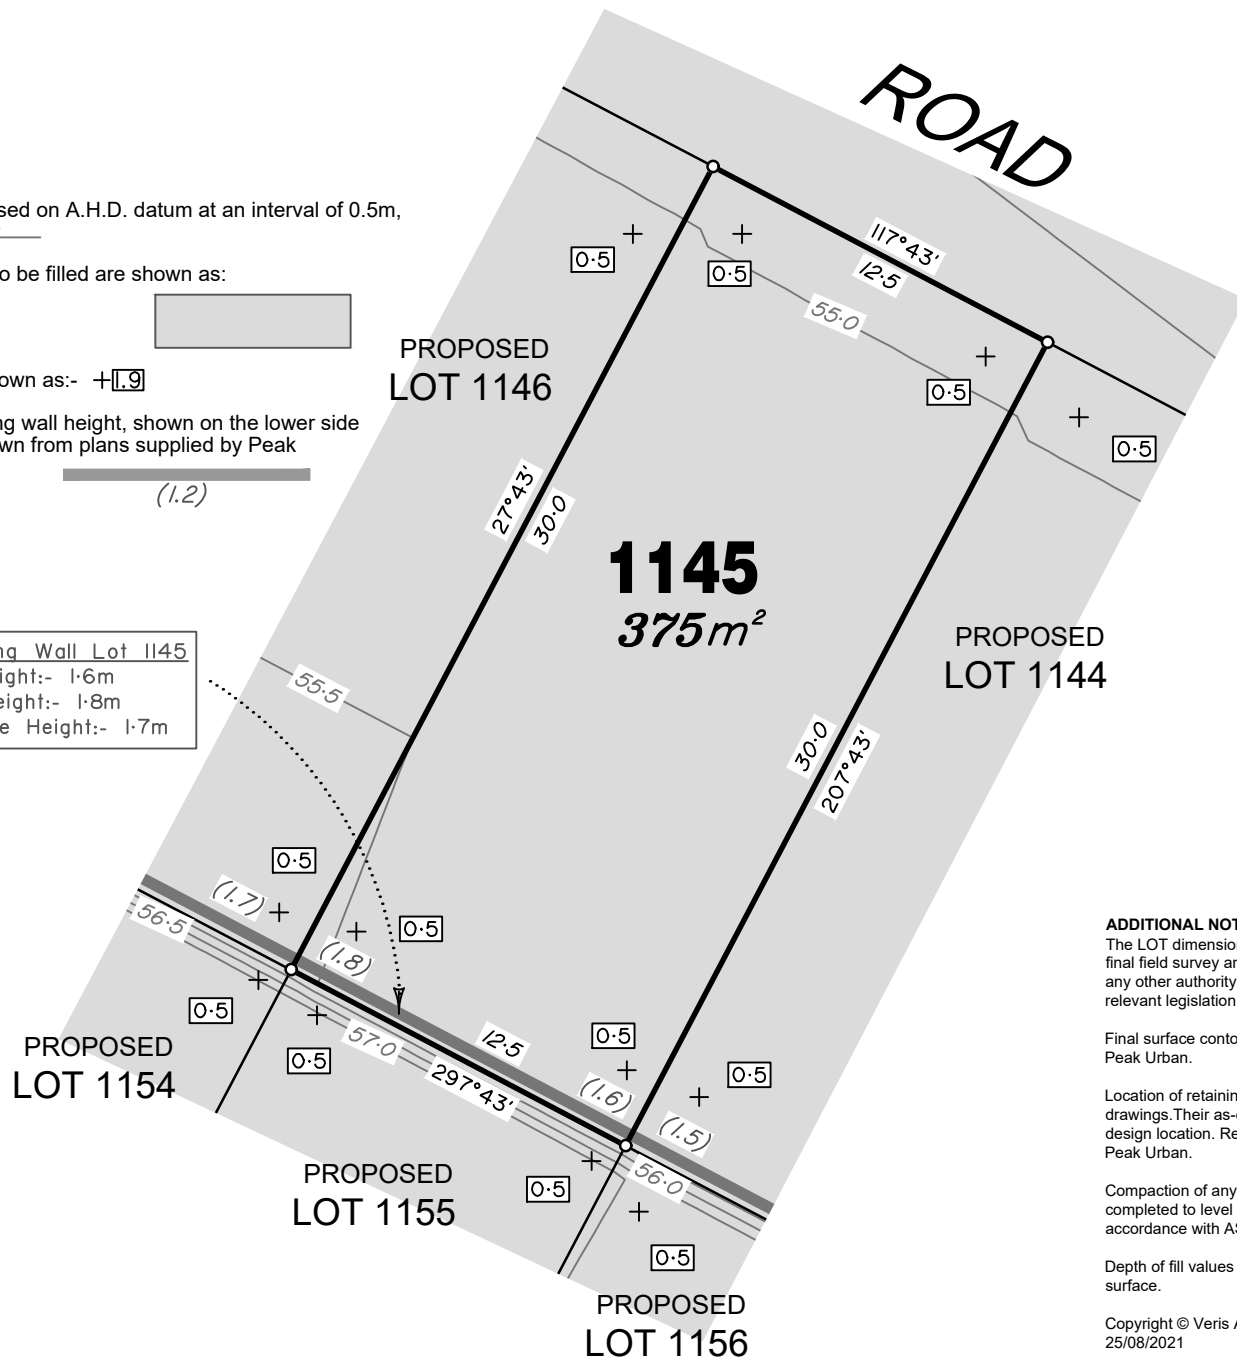 ROAD
sed on A.H.D. datum at an interval of 0.5m,
o be filled are shown as:
own as:- +1.9
ng wall height, shown on the lower side
wn from plans supplied by Peak
(1.2)
117°43'
12·5
0·5
0·5
55·0
0·5
0·5
PROPOSED
LOT 1146
27°43'
30·0
1145
375m²
PROPOSED
LOT 1144
30·0
207°43'
ng Wall Lot 1145
ight:- 1·6m
eight:- 1·8m
e Height:- 1·7m
55·5
0·5
(1.7)
56·5
0·5
(1.8)
0·5
0·5
57·0
12·5
297°43'
0·5
(1.6)
0·5
(1.5)
56·0
0·5
0·5
PROPOSED
LOT 1154
PROPOSED
LOT 1155
PROPOSED
LOT 1156
ADDITIONAL NOT
The LOT dimension
final field survey an
any other authority
relevant legislation
Final surface conto
Peak Urban.
Location of retainin
drawings.Their as-
design location. Re
Peak Urban.
Compaction of any
completed to level
accordance with AS
Depth of fill values
surface.
Copyright © Veris A
25/08/2021